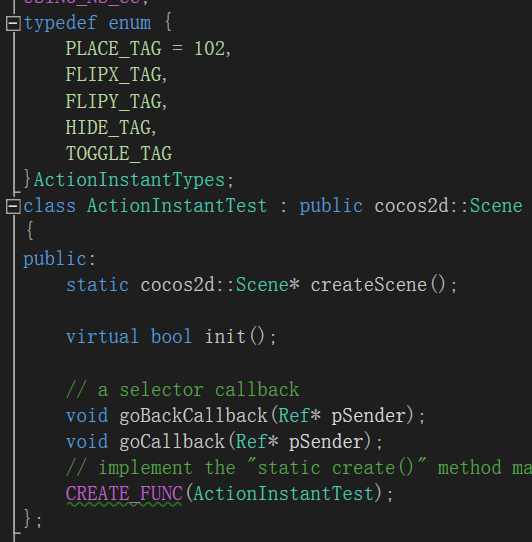 USING_NS_CC;
typedef enum {
PLACE_TAG = 102,
FLIPX_TAG,
FLIPY_TAG,
HIDE_TAG,
TOGGLE_TAG
}ActionInstantTypes;
class ActionInstantTest : public cocos2d::Scene
{
public:
static cocos2d::Scene* createScene();
virtual bool init();
// a selector callback
void goBackCallback(Ref* pSender);
void goCallback(Ref* pSender);
// implement the "static create()" method ma
CREATE_FUNC(ActionInstantTest);
};